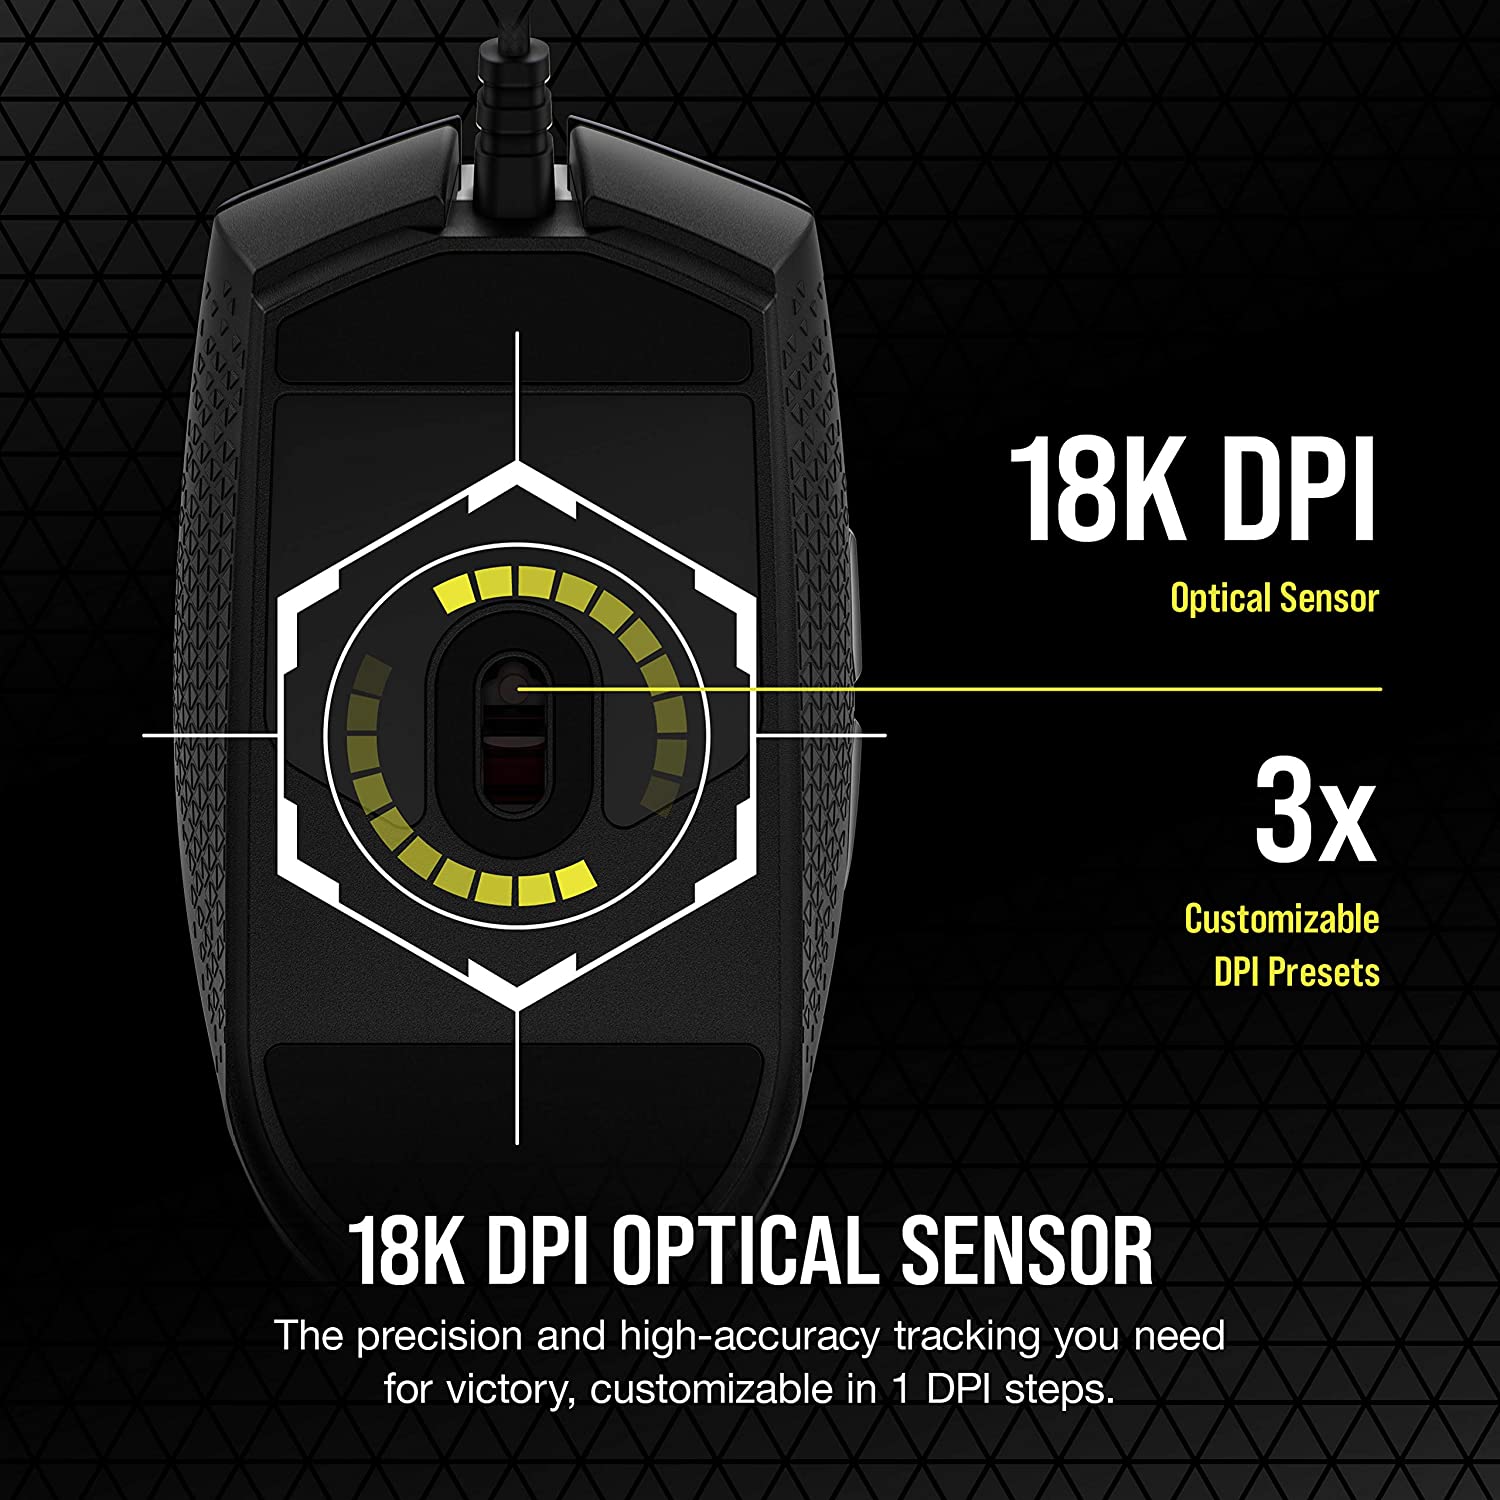 18K DPI
Optical Sensor
3x
Customizable
DPI Presets
18K DPI OPTICAL SENSOR
The precision and high-accuracy tracking you need
for victory, customizable in 1 DPI steps.